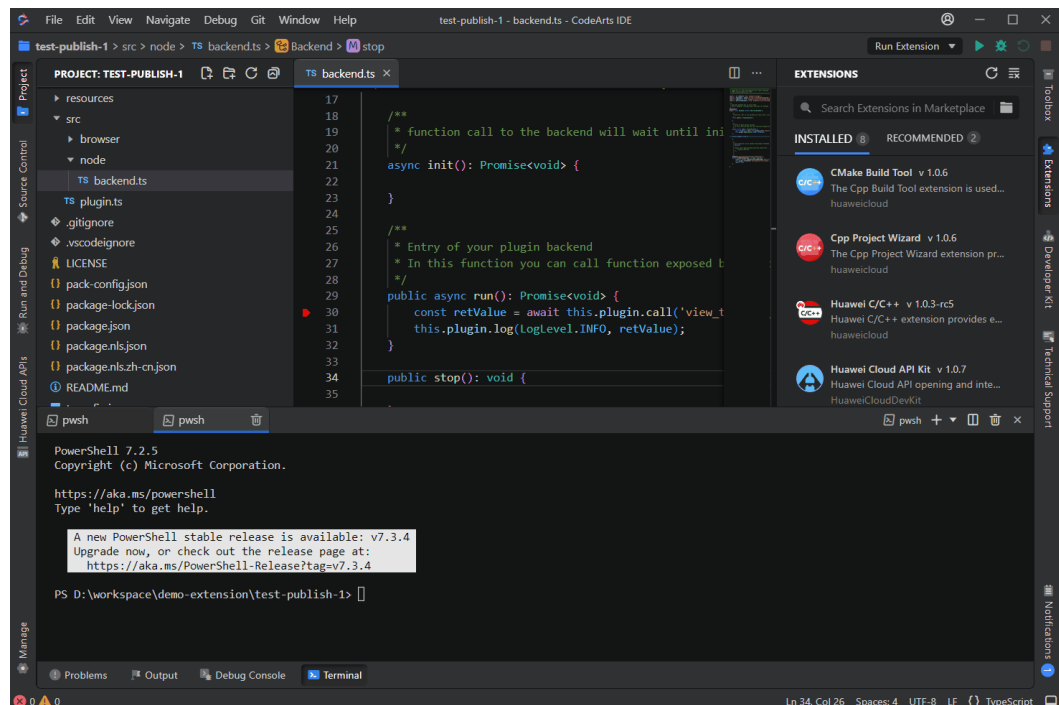 File Edit View Navigate Debug Git Window Help
test-publish-1 - backend.ts - CodeArts IDE
test-publish-1 > src > node > TS backend.ts > Backend > M stop
Run Extension
Project
Source Control
Run and Debug
Huawei Cloud APIs
API
Manage
PROJECT: TEST-PUBLISH-1
resources
src
browser
node
TS backend.ts
TS plugin.ts
.gitignore
.vscodeignore
LICENSE
pack-config.json
package-lock.json
package.json
package.nls.json
package.nls.zh-cn.json
README.md
TS backend.ts
17
18 /**
19 * function call to the backend will wait until ini
20 */
21 async init(): Promise<void> {
22
23 }
24
25 /**
26 * Entry of your plugin backend
27 * In this function you can call function exposed b
28 */
29 public async run(): Promise<void> {
30 const retValue = await this.plugin.call('view_t
31 this.plugin.log(LogLevel.INFO, retValue);
32 }
33
34 public stop(): void {
35
EXTENSIONS
Search Extensions in Marketplace
INSTALLED 8 RECOMMENDED 2
C/C++
CMake Build Tool v 1.0.6
The Cpp Build Tool extension is used...
huaweicloud
C/C++
Cpp Project Wizard v 1.0.6
The Cpp Project Wizard extension pr...
huaweicloud
C/C++
Huawei C/C++ v 1.0.3-rc5
Huawei C/C++ extension provides e...
huaweicloud
Huawei Cloud API Kit v 1.0.7
Huawei Cloud API opening and inte...
HuaweiCloudDevKit
Toolbox
Extensions
Developer Kit
Technical Support
Notifications
1
pwsh pwsh
pwsh
PowerShell 7.2.5
Copyright (c) Microsoft Corporation.
https://aka.ms/powershell
Type 'help' to get help.
A new PowerShell stable release is available: v7.3.4
Upgrade now, or check out the release page at:
https://aka.ms/PowerShell-Release?tag=v7.3.4
PS D:\workspace\demo-extension\test-publish-1>
Problems Output Debug Console Terminal
0 0
Ln 34, Col 26 Spaces: 4 UTF-8 LF {} TypeScript